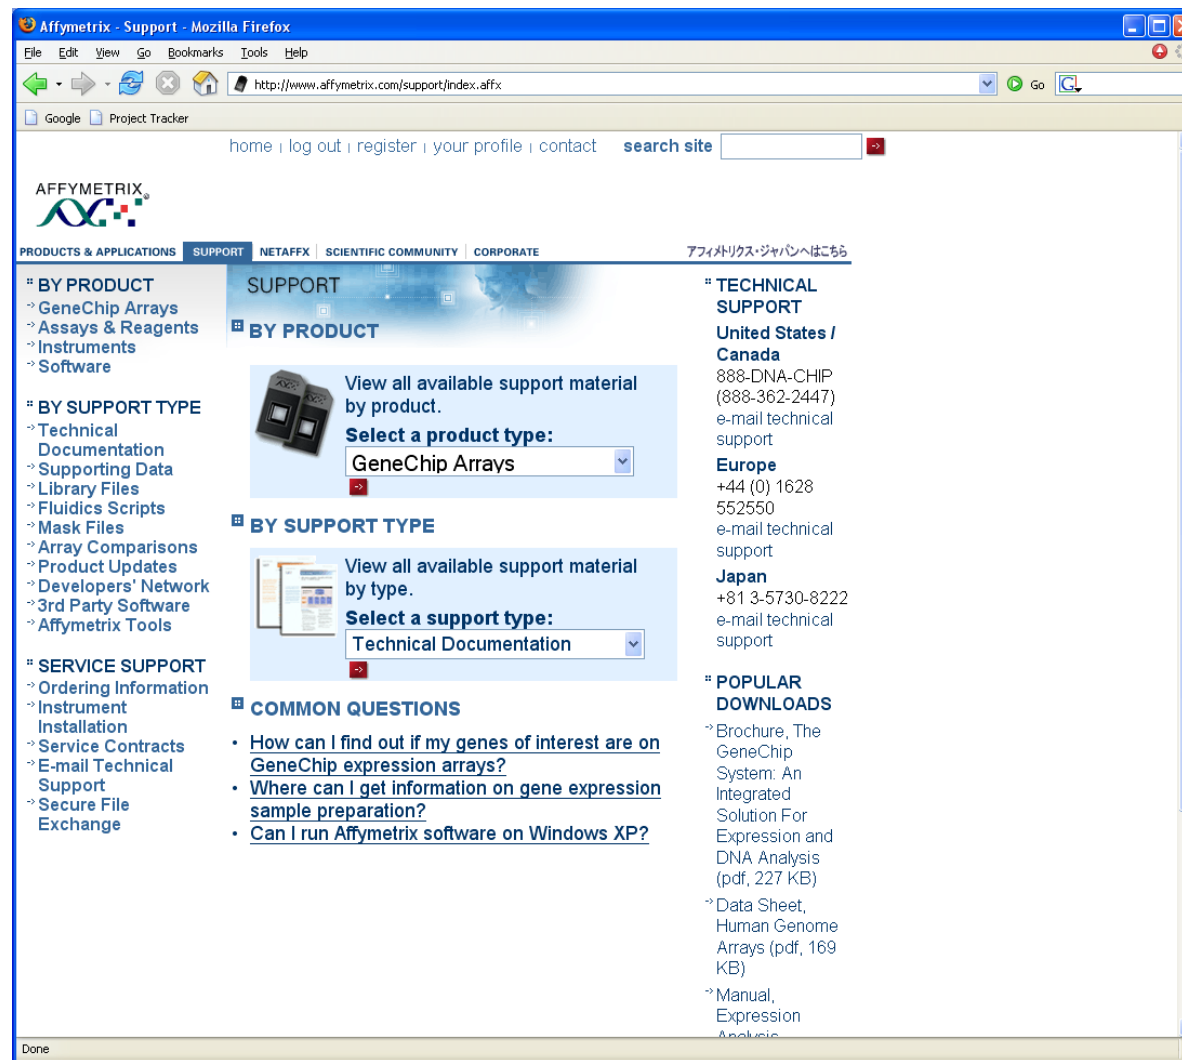 Affymetrix - Support - Mozilla Firefox
File Edit View Go Bookmarks Tools Help
http://www.affymetrix.com/support/index.affx
Go
G
Google Project Tracker
home | log out | register | your profile | contact search site
AFFYMETRIX®
PRODUCTS & APPLICATIONS SUPPORT NETAFFX SCIENTIFIC COMMUNITY CORPORATE
アフィメトリクス・ジャパンへはこちら
BY PRODUCT
GeneChip Arrays
Assays & Reagents
Instruments
Software
BY SUPPORT TYPE
Technical
Documentation
Supporting Data
Library Files
Fluidics Scripts
Mask Files
Array Comparisons
Product Updates
Developers' Network
3rd Party Software
Affymetrix Tools
SERVICE SUPPORT
Ordering Information
Instrument
Installation
Service Contracts
E-mail Technical
Support
Secure File
Exchange
SUPPORT
BY PRODUCT
View all available support material
by product.
Select a product type:
GeneChip Arrays
BY SUPPORT TYPE
View all available support material
by type.
Select a support type:
Technical Documentation
COMMON QUESTIONS
• How can I find out if my genes of interest are on
GeneChip expression arrays?
• Where can I get information on gene expression
sample preparation?
• Can I run Affymetrix software on Windows XP?
TECHNICAL
SUPPORT
United States /
Canada
888-DNA-CHIP
(888-362-2447)
e-mail technical
support
Europe
+44 (0) 1628
552550
e-mail technical
support
Japan
+81 3-5730-8222
e-mail technical
support
POPULAR
DOWNLOADS
Brochure, The
GeneChip
System: An
Integrated
Solution For
Expression and
DNA Analysis
(pdf, 227 KB)
Data Sheet,
Human Genome
Arrays (pdf, 169
KB)
Manual,
Expression
Analysis
Done